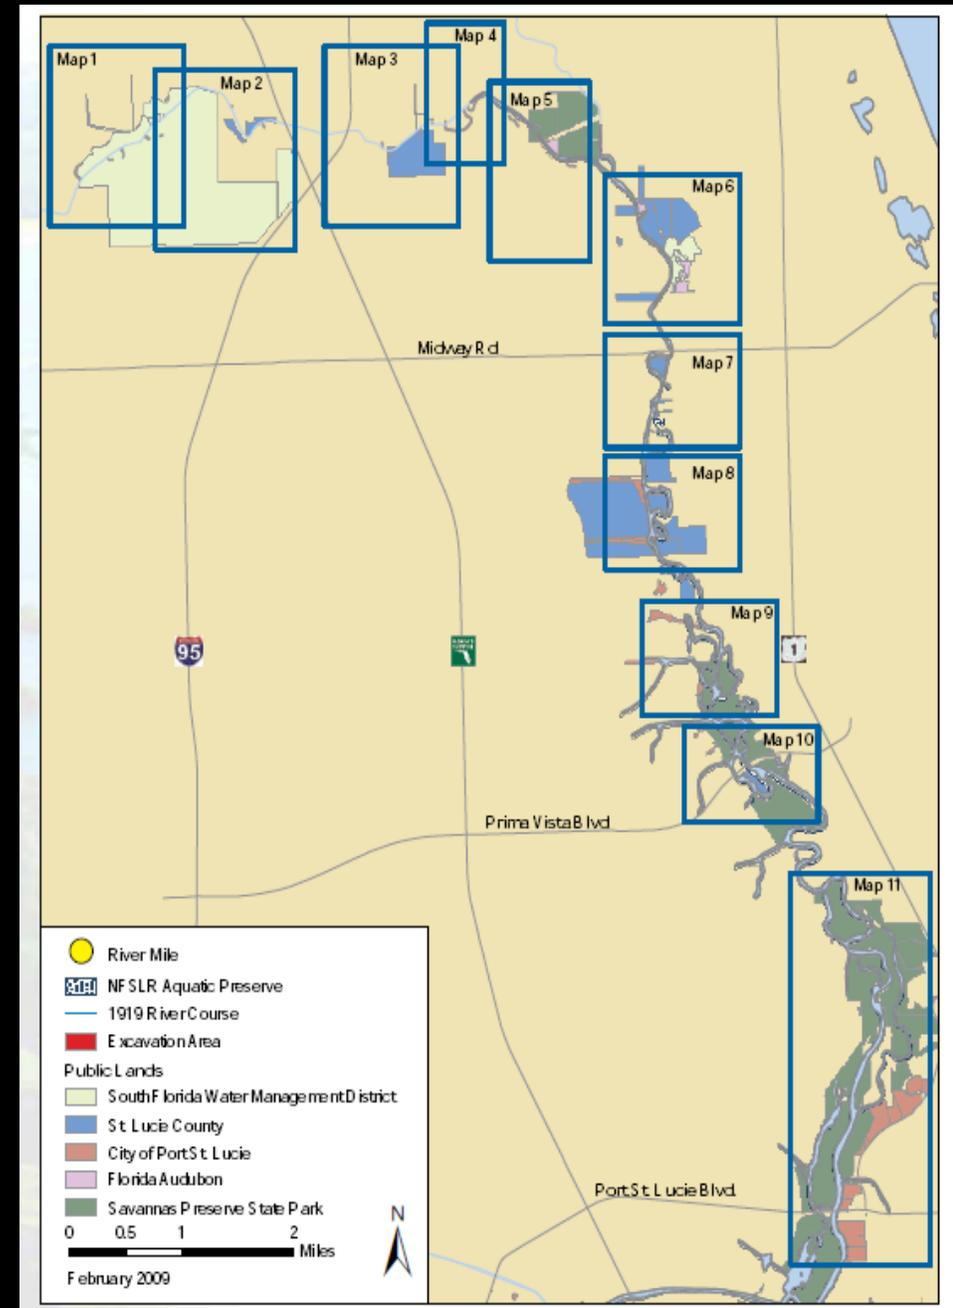 Map 1
Map 2
Map 3
Map 4
Map 5
Map 6
Midway Rd
Map 7
Map 8
Map 9
95
1
Map 10
Prima Vista Blvd
Map 11
River Mile
NFSLR Aquatic Preserve
1919 River Course
Excavation Area
Public Lands
South Florida Water Management District
St. Lucie County
City of Port St. Lucie
Florida Audubon
Savannas Preserve State Park
Port St. Lucie Blvd.
N
0 0.5 1 2
Miles
February 2009